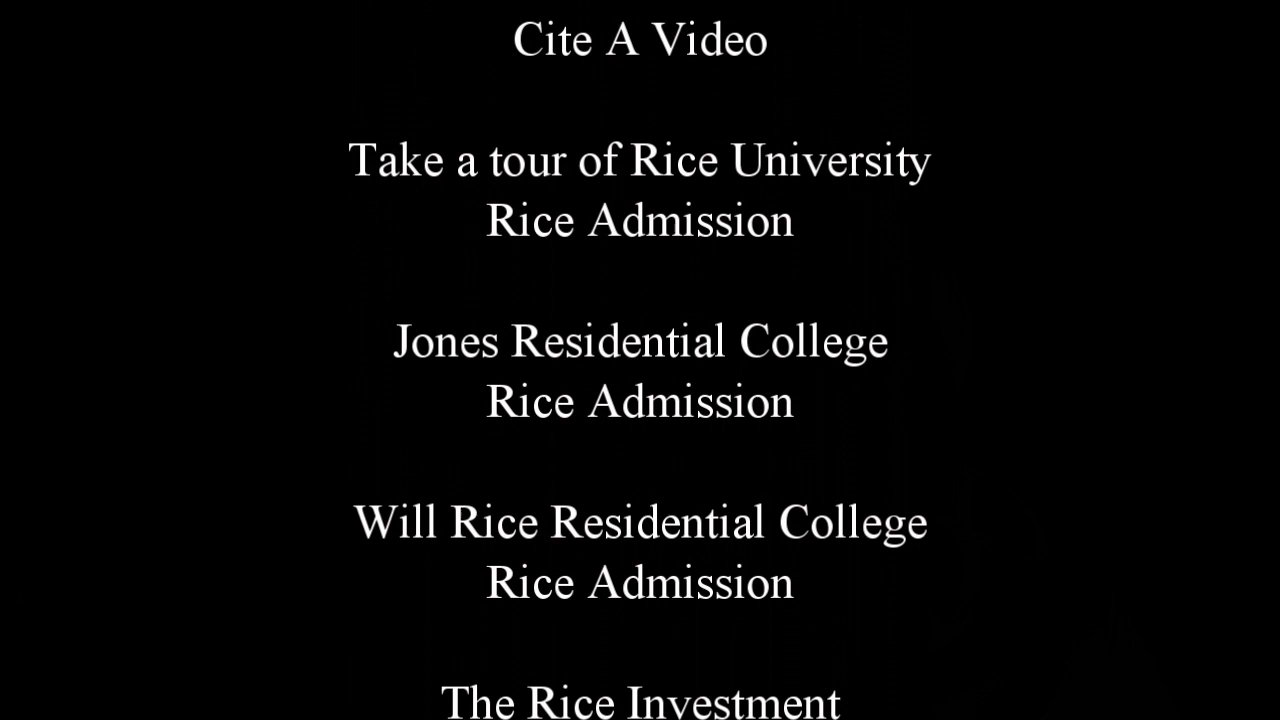 Cite A Video
Take a tour of Rice University
Rice Admission
Jones Residential College
Rice Admission
Will Rice Residential College
Rice Admission
The Rice Investment